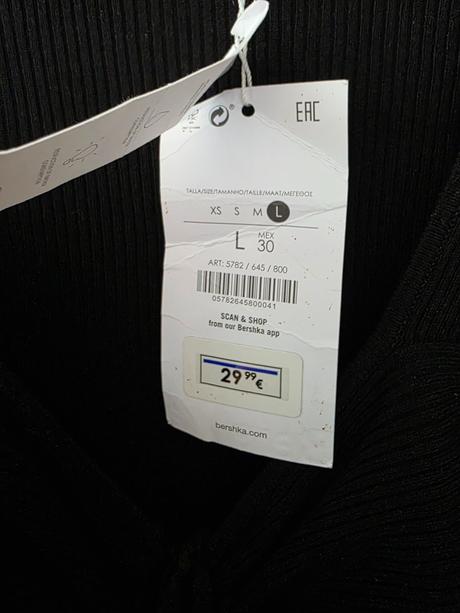 EAC
TALLA/SIZE/TAMANHO/TAILLE/MAAT/ΜΕΓΕΘΟΣ
XS S M L
L MEX 30
ART: 5782 / 645 / 800
05782645800041
SCAN & SHOP
from our Bershka app
29 99 €
bershka.com